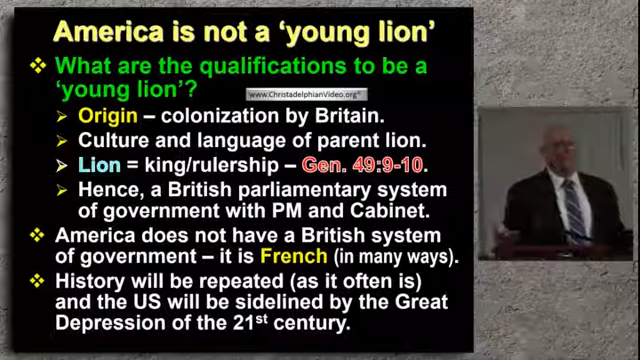 America is not a ‘young lion’
What are the qualifications to be a
‘young lion’?
www.ChristadelphianVideo.org
Origin – colonization by Britain.
Culture and language of parent lion.
Lion = king/rulership – Gen. 49:9-10.
Hence, a British parliamentary system
of government with PM and Cabinet.
America does not have a British system
of government – it is French (in many ways).
History will be repeated (as it often is)
and the US will be sidelined by the Great
Depression of the 21st century.